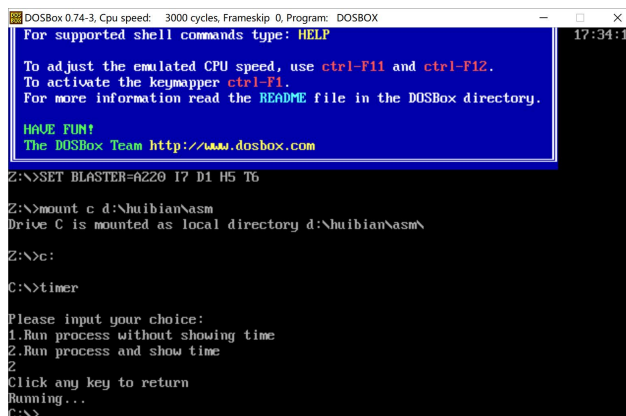 DOSBox 0.74-3, Cpu speed: 3000 cycles, Frameskip 0, Program: DOSBOX
For supported shell commands type: HELP
17:34:1
To adjust the emulated CPU speed, use ctrl-F11 and ctrl-F12.
To activate the keymapper ctrl-F1.
For more information read the README file in the DOSBox directory.
HAVE FUN!
The DOSBox Team http://www.dosbox.com
Z:\>SET BLASTER=A220 I7 D1 H5 T6
Z:\>mount c d:\huibian\asm
Drive C is mounted as local directory d:\huibian\asm\
Z:\>c:
C:\>timer
Please input your choice:
1.Run process without showing time
2.Run process and show time
2
Click any key to return
Running...
C:\>